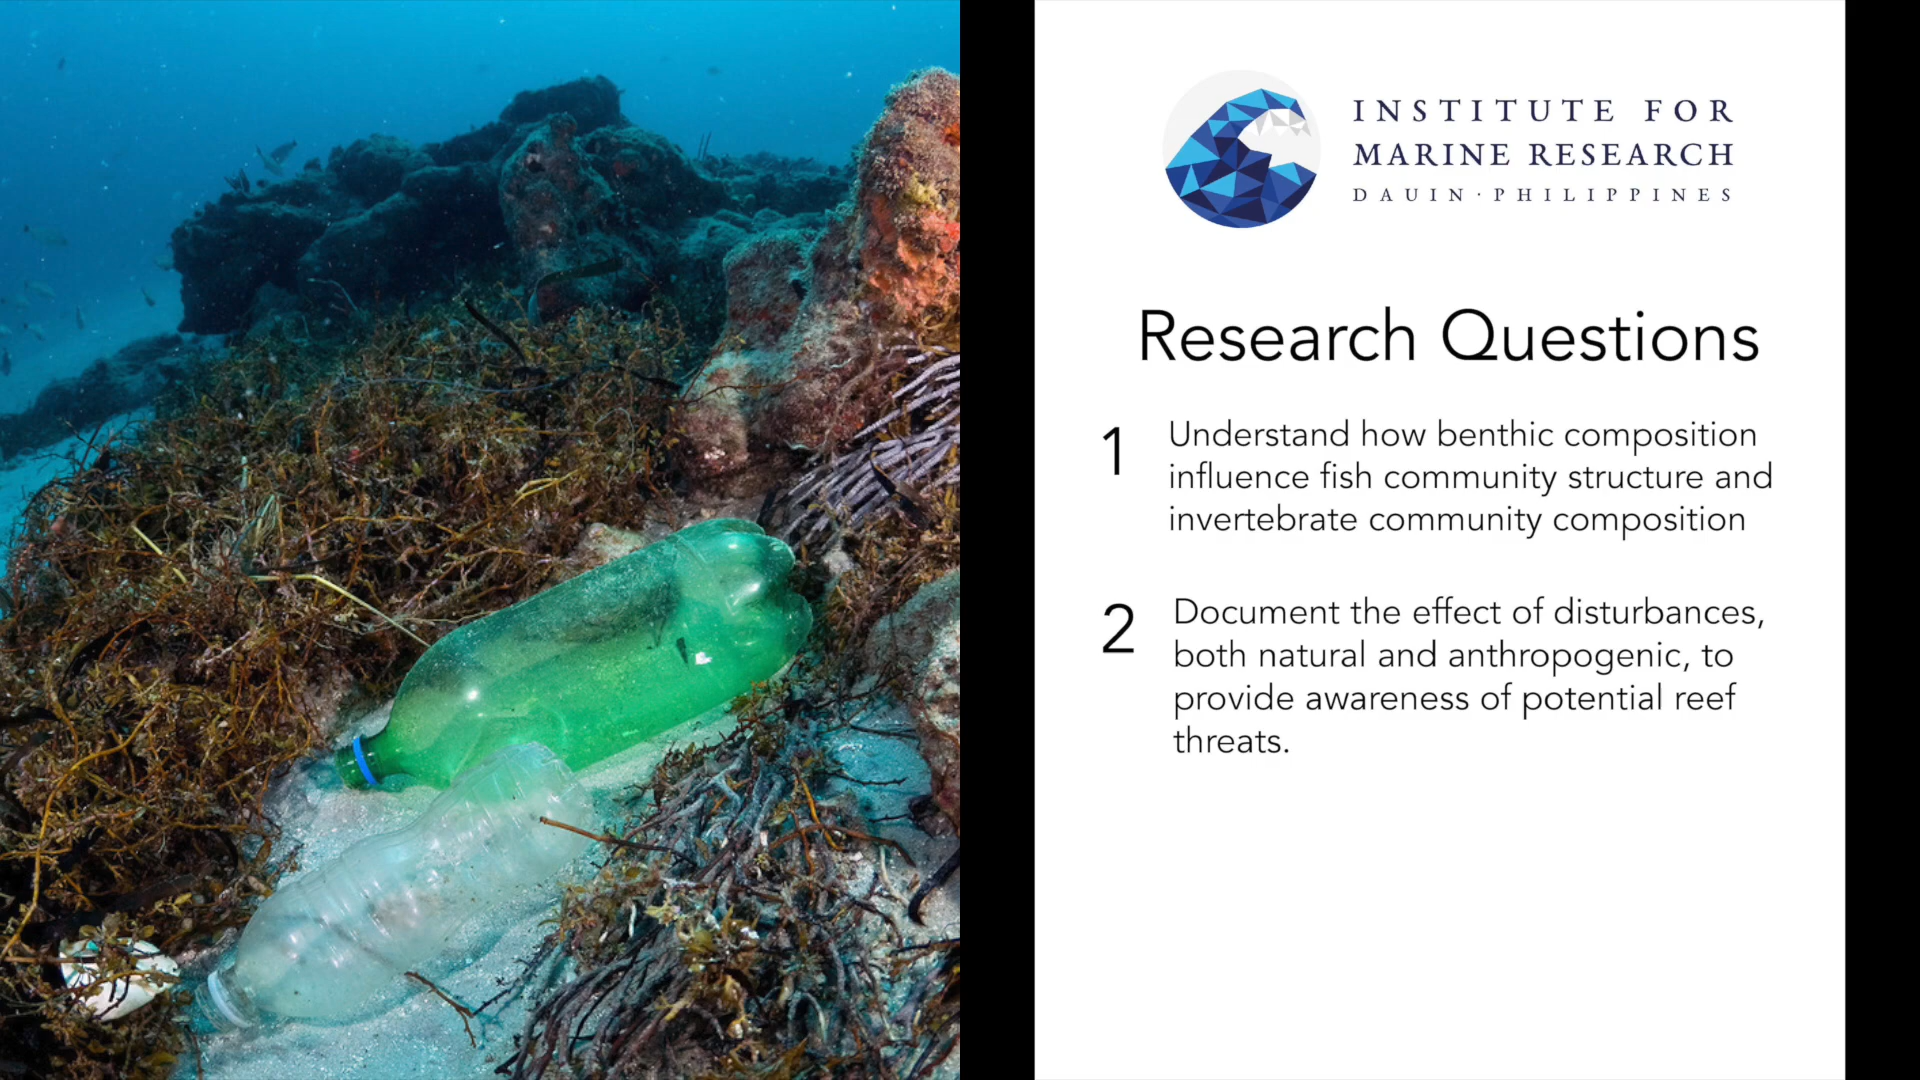 INSTITUTE FOR
MARINE RESEARCH
DAUIN · PHILIPPINES
Research Questions
1 Understand how benthic composition
influence fish community structure and
invertebrate community composition
2 Document the effect of disturbances,
both natural and anthropogenic, to
provide awareness of potential reef
threats.